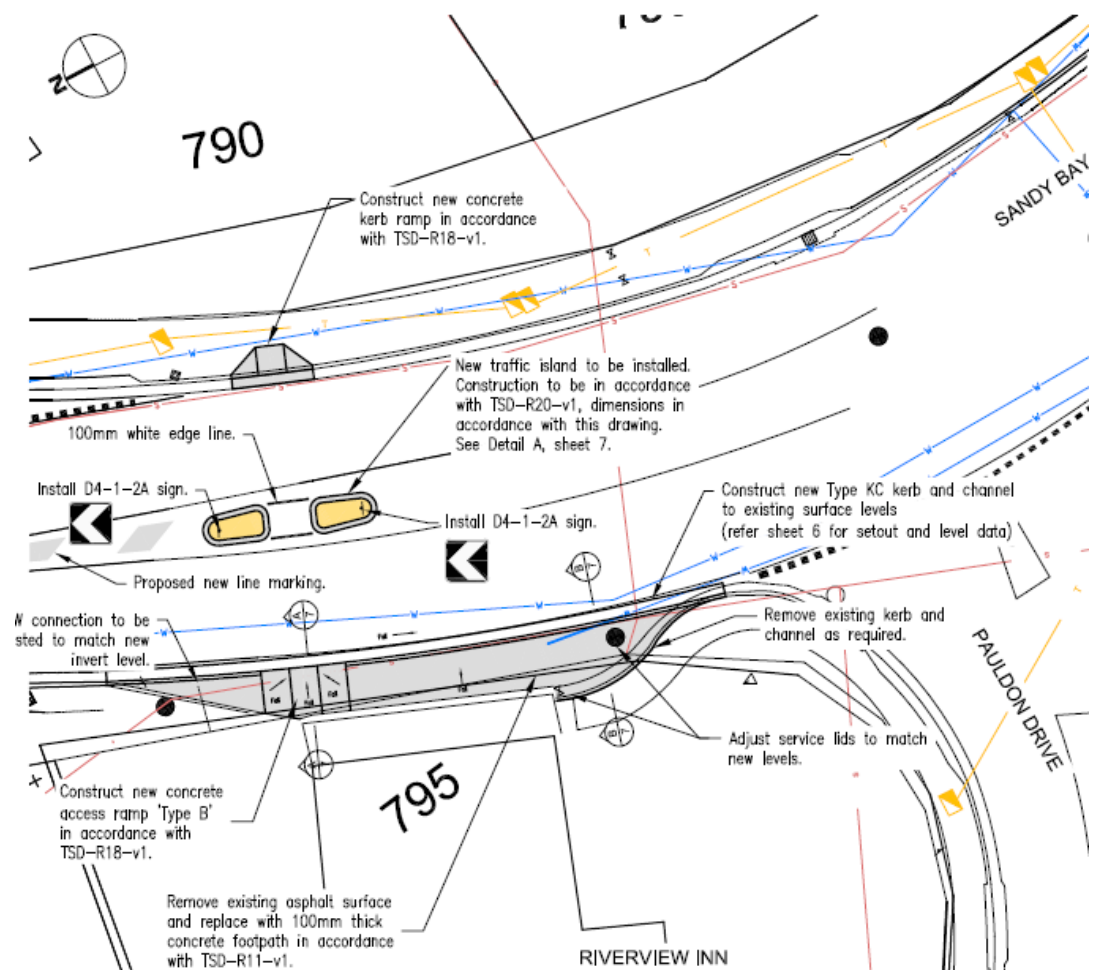 N
790
Construct new concrete
kerb ramp in accordance
with TSD-R18-v1.
SANDY BAY
New traffic island to be installed.
Construction to be in accordance
with TSD-R20-v1, dimensions in
accordance with this drawing.
See Detail A, sheet 7.
100mm white edge line.
Install D4-1-2A sign.
Install D4-1-2A sign.
Construct new Type KC kerb and channel
to existing surface levels
(refer sheet 6 for setout and level data)
Proposed new line marking.
connection to be
sted to match new
invert level.
Fall
Remove existing kerb and
channel as required.
Fall
Fall
Fall
Fall
PAULDON DRIVE
Adjust service lids to match
new levels.
795
Construct new concrete
access ramp 'Type B'
in accordance with
TSD-R18-v1.
Remove existing asphalt surface
and replace with 100mm thick
concrete footpath in accordance
with TSD-R11-v1.
RIVERVIEW INN